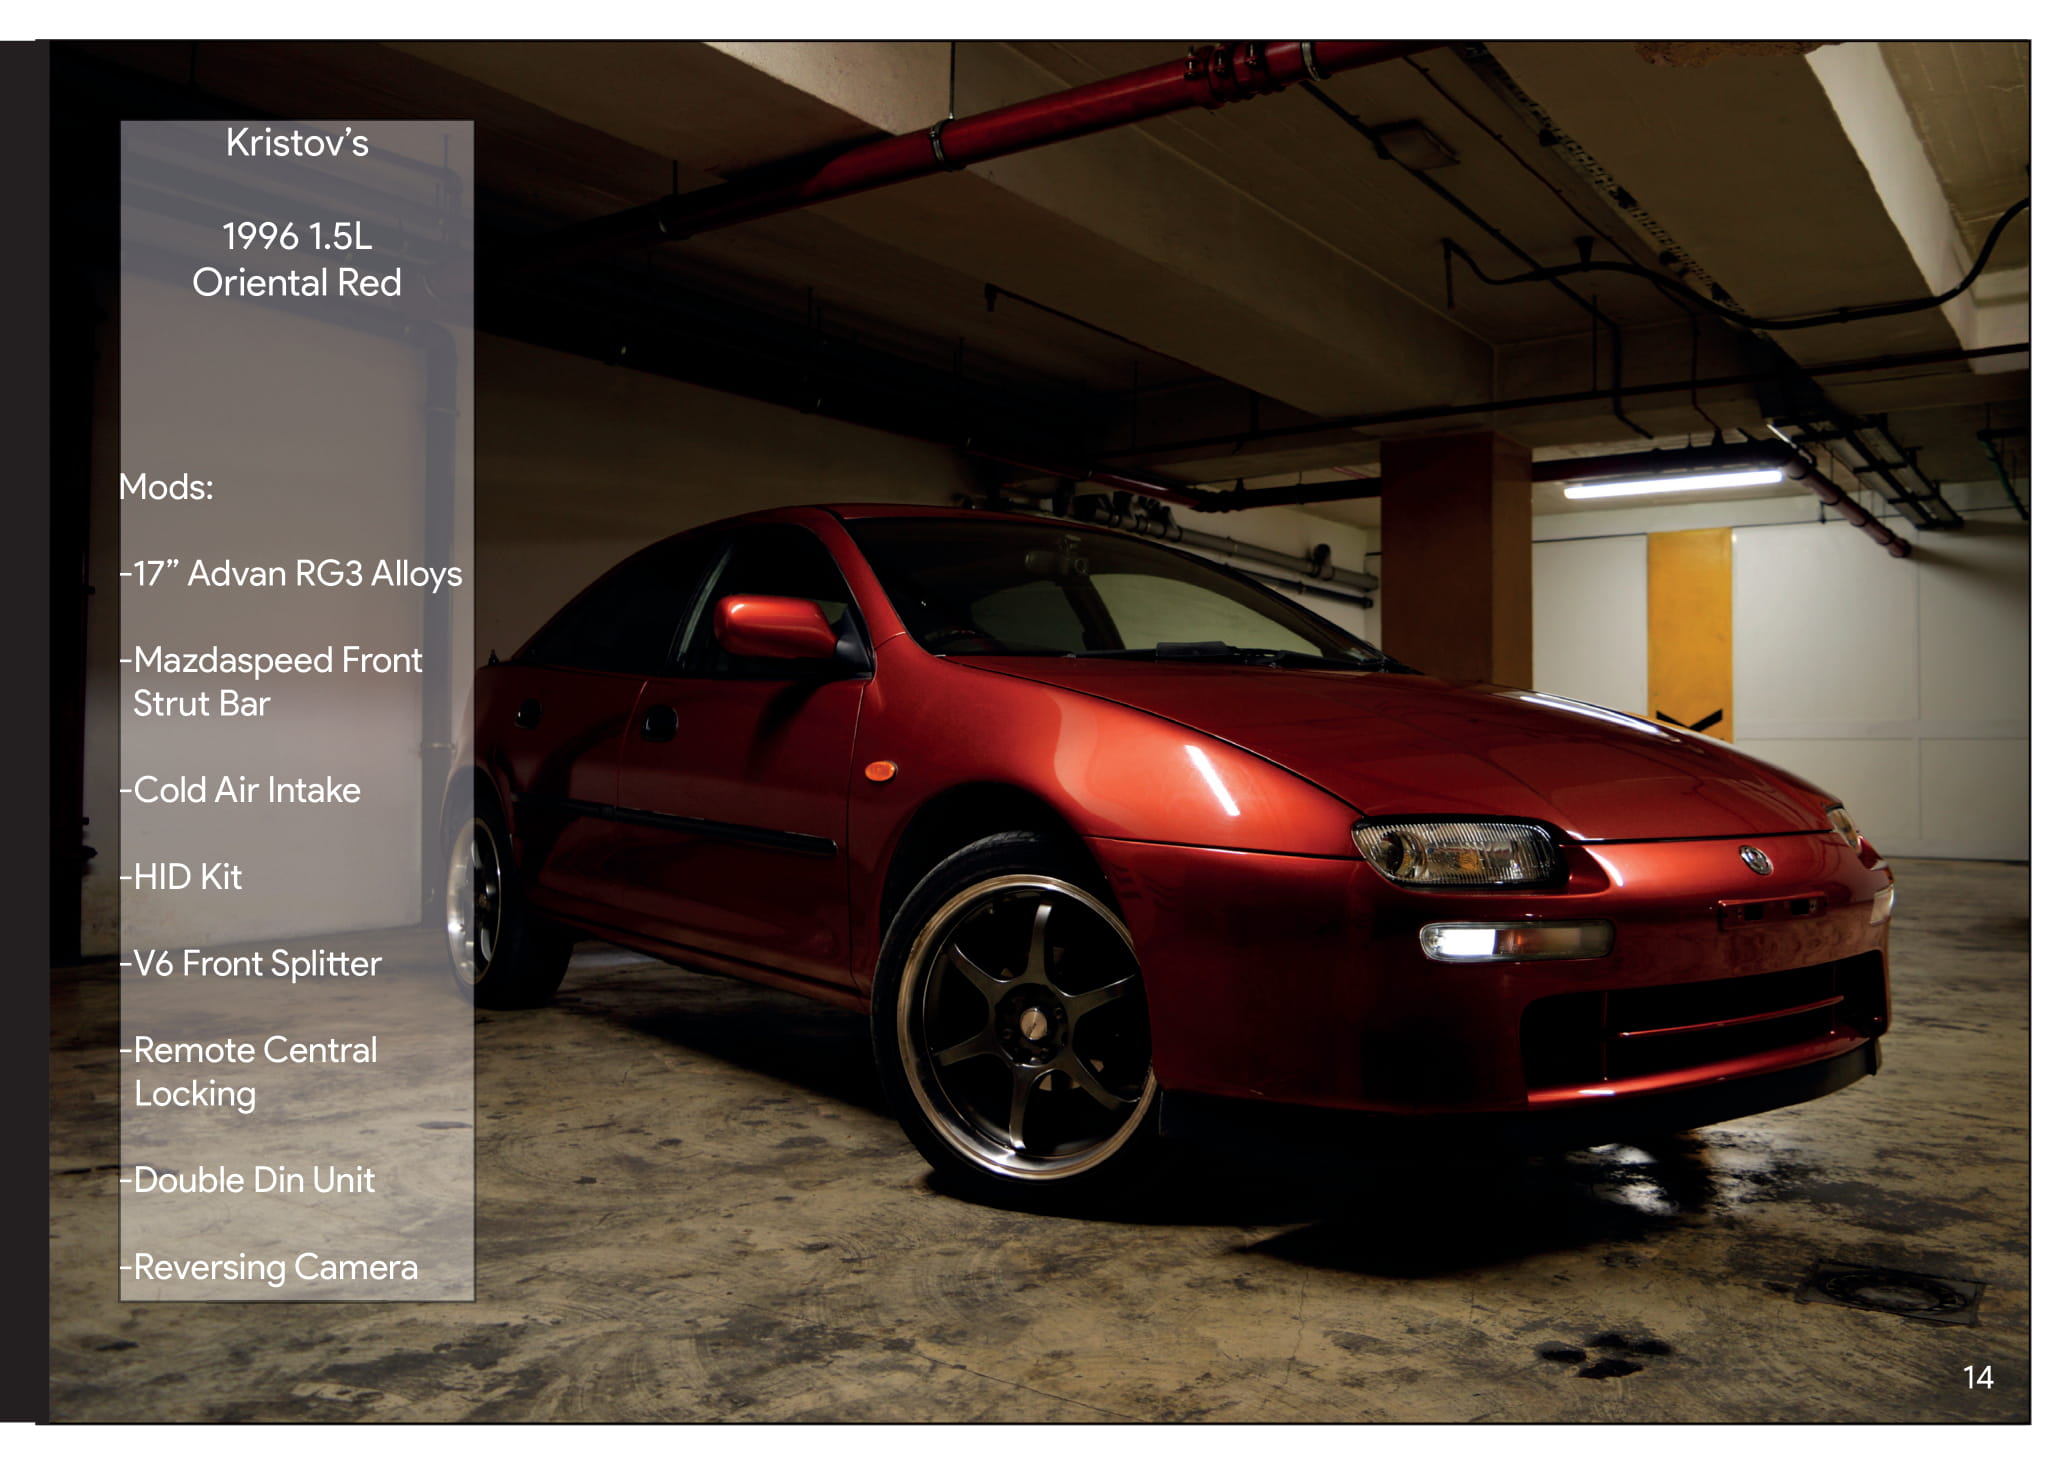 Kristov’s
1996 1.5L
Oriental Red
Mods:
-17” Advan RG3 Alloys
-Mazdaspeed Front
Strut Bar
-Cold Air Intake
-HID Kit
-V6 Front Splitter
-Remote Central
Locking
-Double Din Unit
-Reversing Camera
14